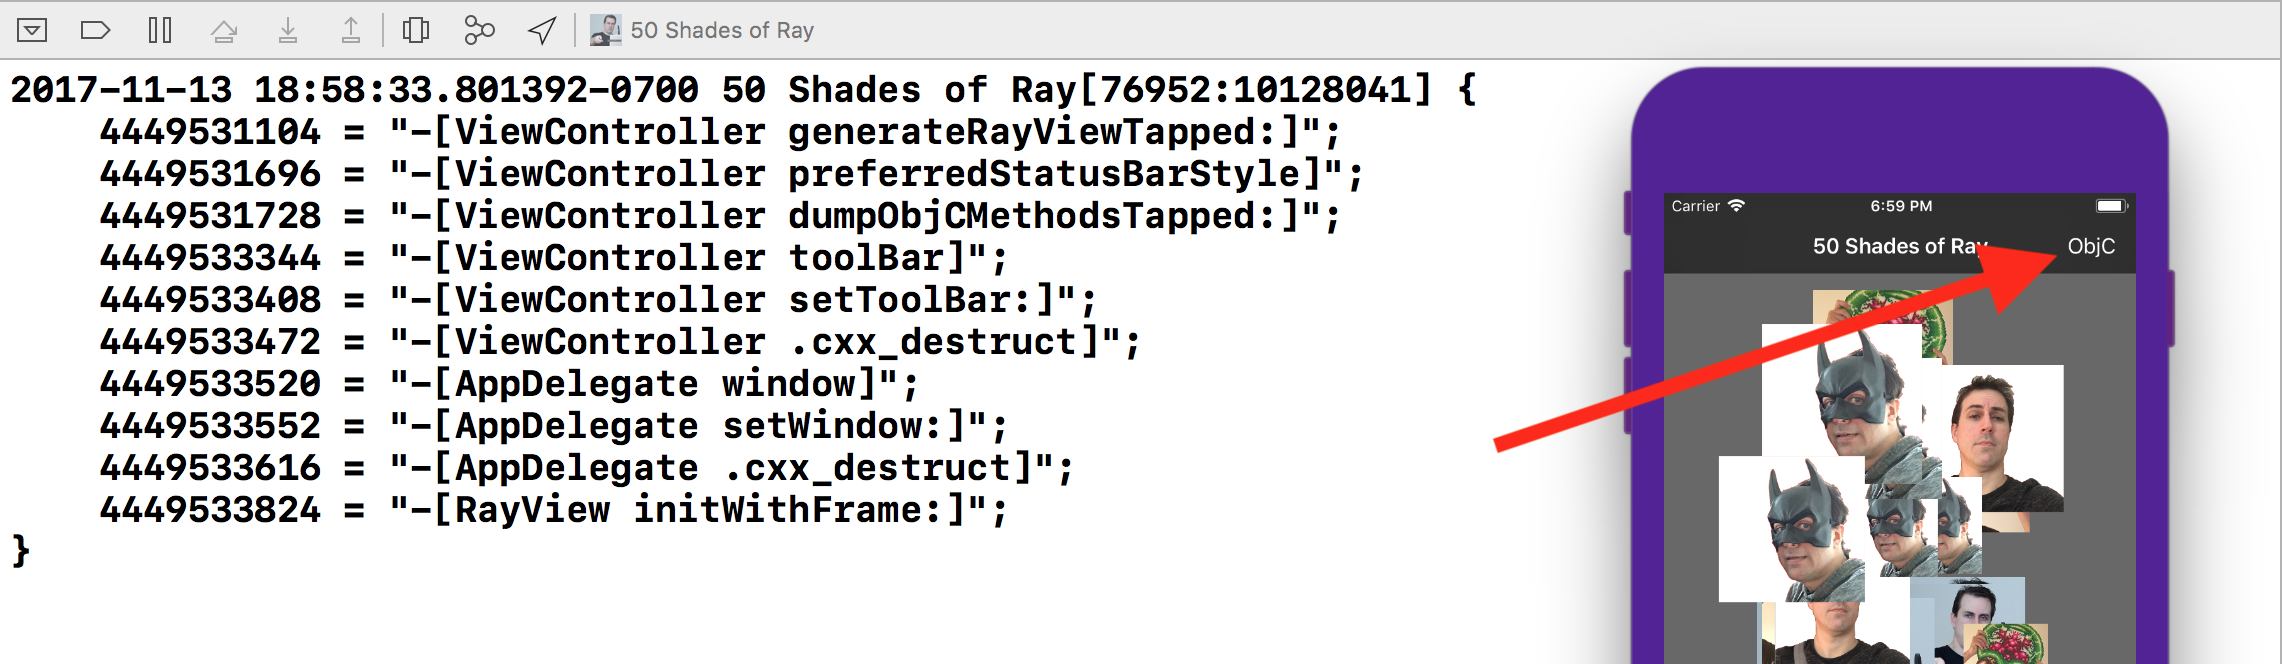 50 Shades of Ray
2017-11-13 18:58:33.801392-0700 50 Shades of Ray[76952:10128041] {
    4449531104 = "-[ViewController generateRayViewTapped:]";
    4449531696 = "-[ViewController preferredStatusBarStyle]";
    4449531728 = "-[ViewController dumpObjCMethodsTapped:]";
    4449533344 = "-[ViewController toolBar]";
    4449533408 = "-[ViewController setToolBar:]";
    4449533472 = "-[ViewController .cxx_destruct]";
    4449533520 = "-[AppDelegate window]";
    4449533552 = "-[AppDelegate setWindow:]";
    4449533616 = "-[AppDelegate .cxx_destruct]";
    4449533824 = "-[RayView initWithFrame:]";
}
Carrier 6:59 PM
50 Shades of Ray ObjC